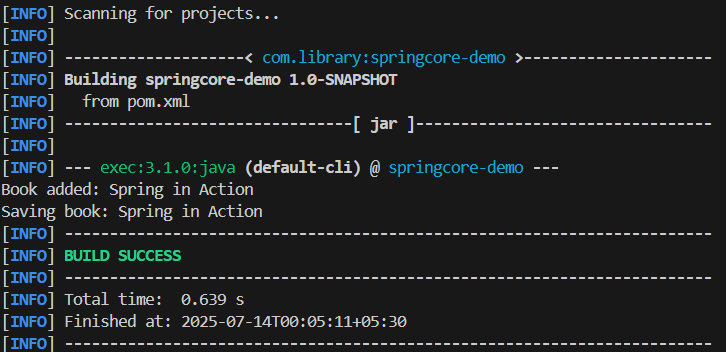 [INFO] Scanning for projects...
[INFO]
[INFO] --------------------< com.library:springcore-demo >---------------------
[INFO] Building springcore-demo 1.0-SNAPSHOT
[INFO]   from pom.xml
[INFO] --------------------------------[ jar ]---------------------------------
[INFO]
[INFO] --- exec:3.1.0:java (default-cli) @ springcore-demo ---
Book added: Spring in Action
Saving book: Spring in Action
[INFO] ------------------------------------------------------------------------
[INFO] BUILD SUCCESS
[INFO] ------------------------------------------------------------------------
[INFO] Total time:  0.639 s
[INFO] Finished at: 2025-07-14T00:05:11+05:30
[INFO] ------------------------------------------------------------------------